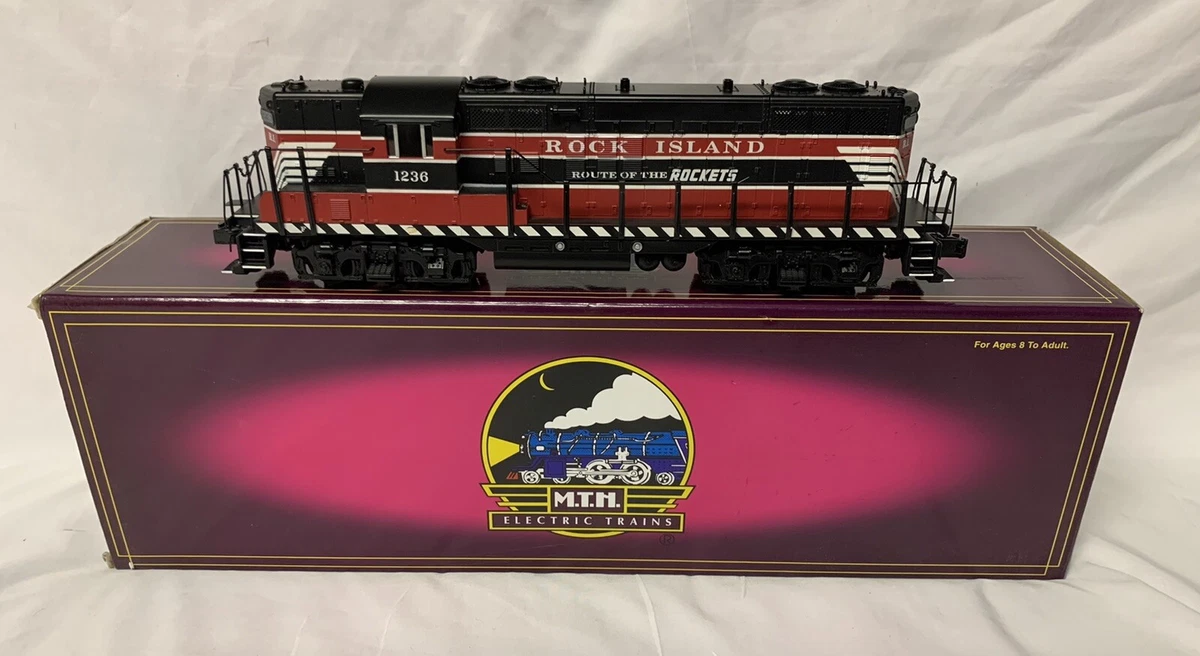 ROCK ISLAND
ROUTE OF THE ROCKETS
1236
For Ages 8 To Adult.
M.T.H.
ELECTRIC TRAINS
®